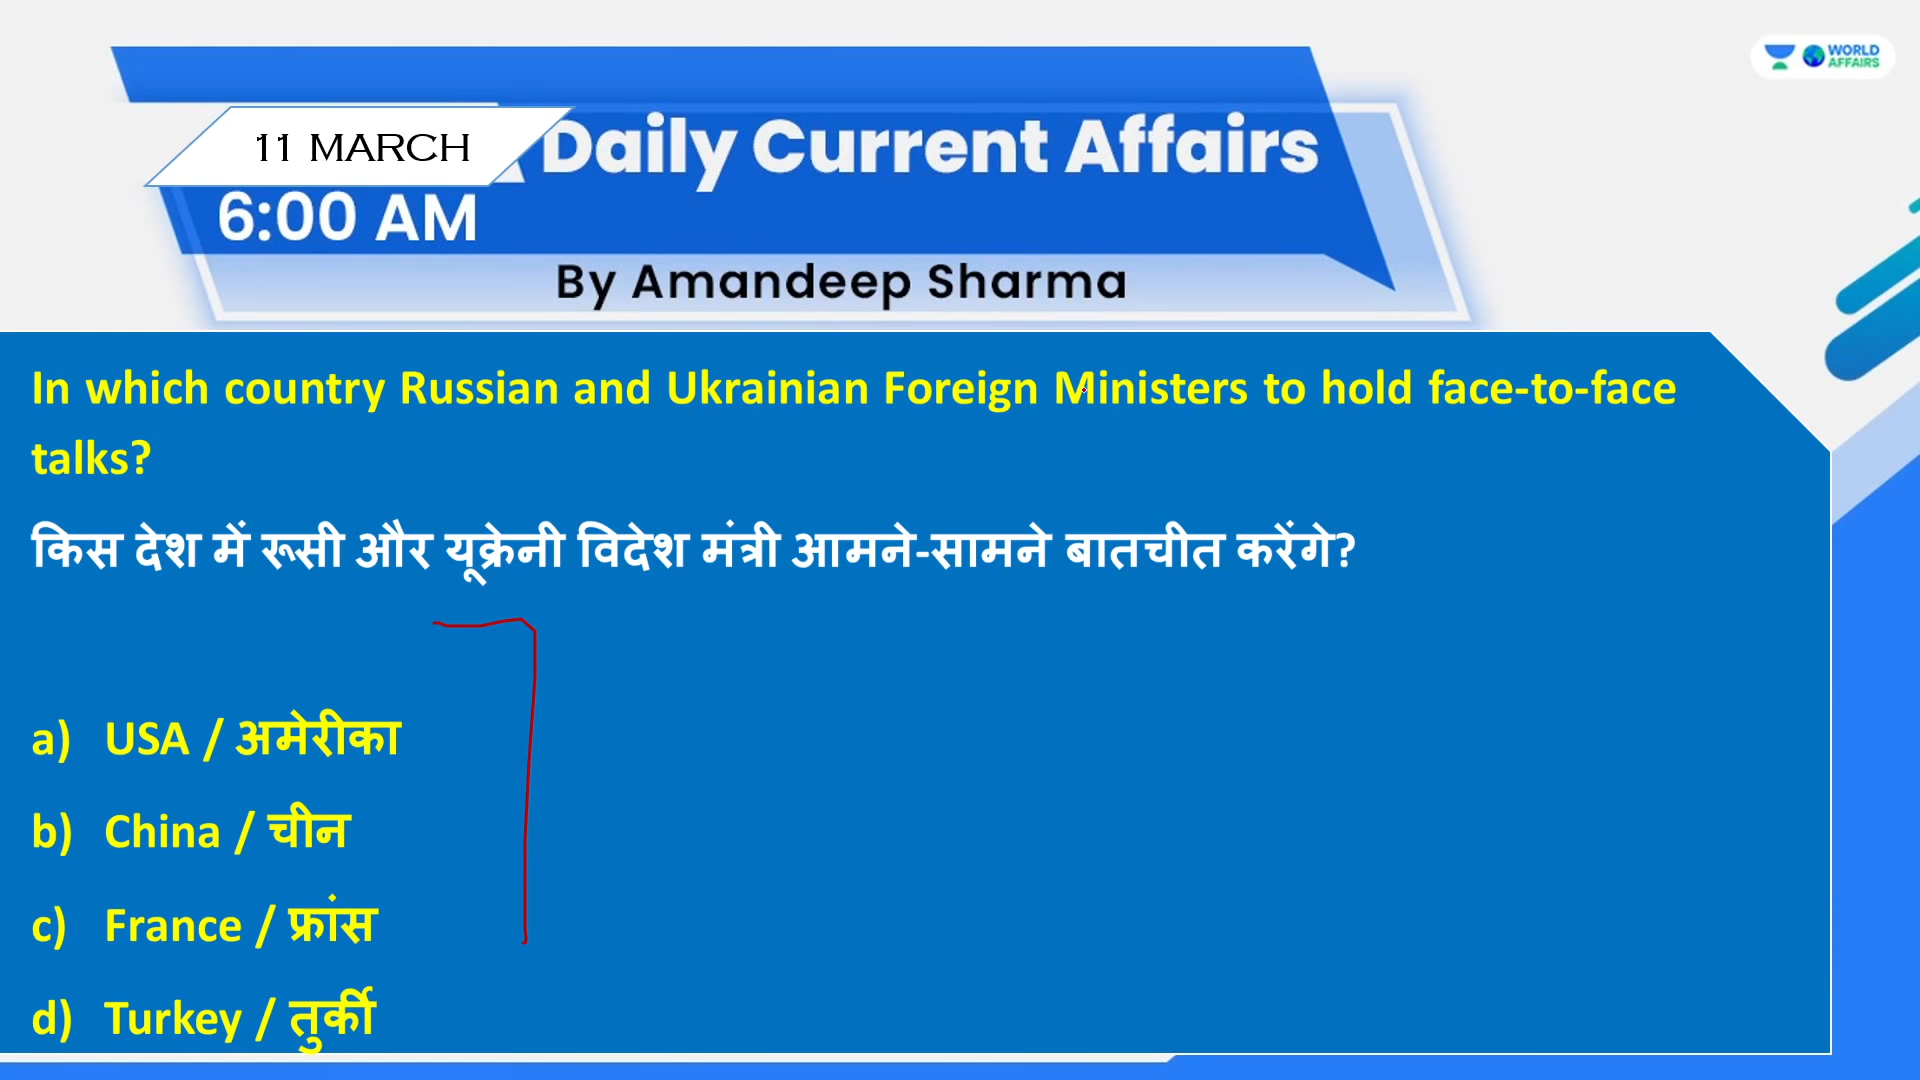 WORLD
AFFAIRS
11 MARCH
Daily Current Affairs
6:00 AM
By Amandeep Sharma
In which country Russian and Ukrainian Foreign Ministers to hold face-to-face
talks?
किस देश में रूसी और यूक्रेनी विदेश मंत्री आमने-सामने बातचीत करेंगे?
a) USA / अमेरीका
b) China / चीन
c) France / फ्रांस
d) Turkey / तुर्की